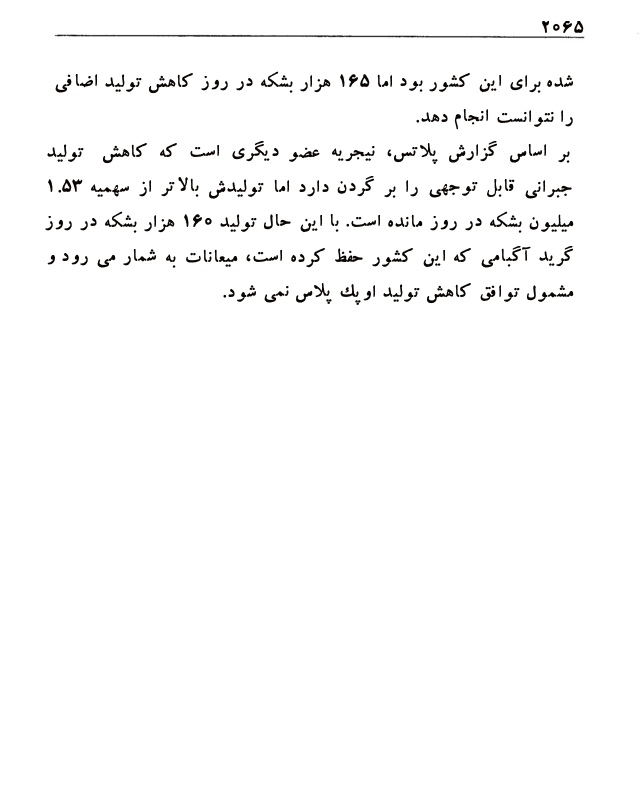 ۲۰۶۵
شده برای این کشور بود اما ۱۶۵ هزار بشکه در روز کاهش تولید اضافی
را نتوانست انجام دهد.
بر اساس گزارش پلاتس، نیجریه عضو دیگری است که کاهش تولید
جبرانی قابل توجهی را بر گردن دارد اما تولیدش بالاتر از سهمیه ۱.۵۳
میلیون بشکه در روز مانده است. با این حال تولید ۱۶۰ هزار بشکه در روز
گرید آگبامی که این کشور حفظ کرده است، میعانات به شمار می رود و
مشمول توافق کاهش تولید اوپك پلاس نمی شود.